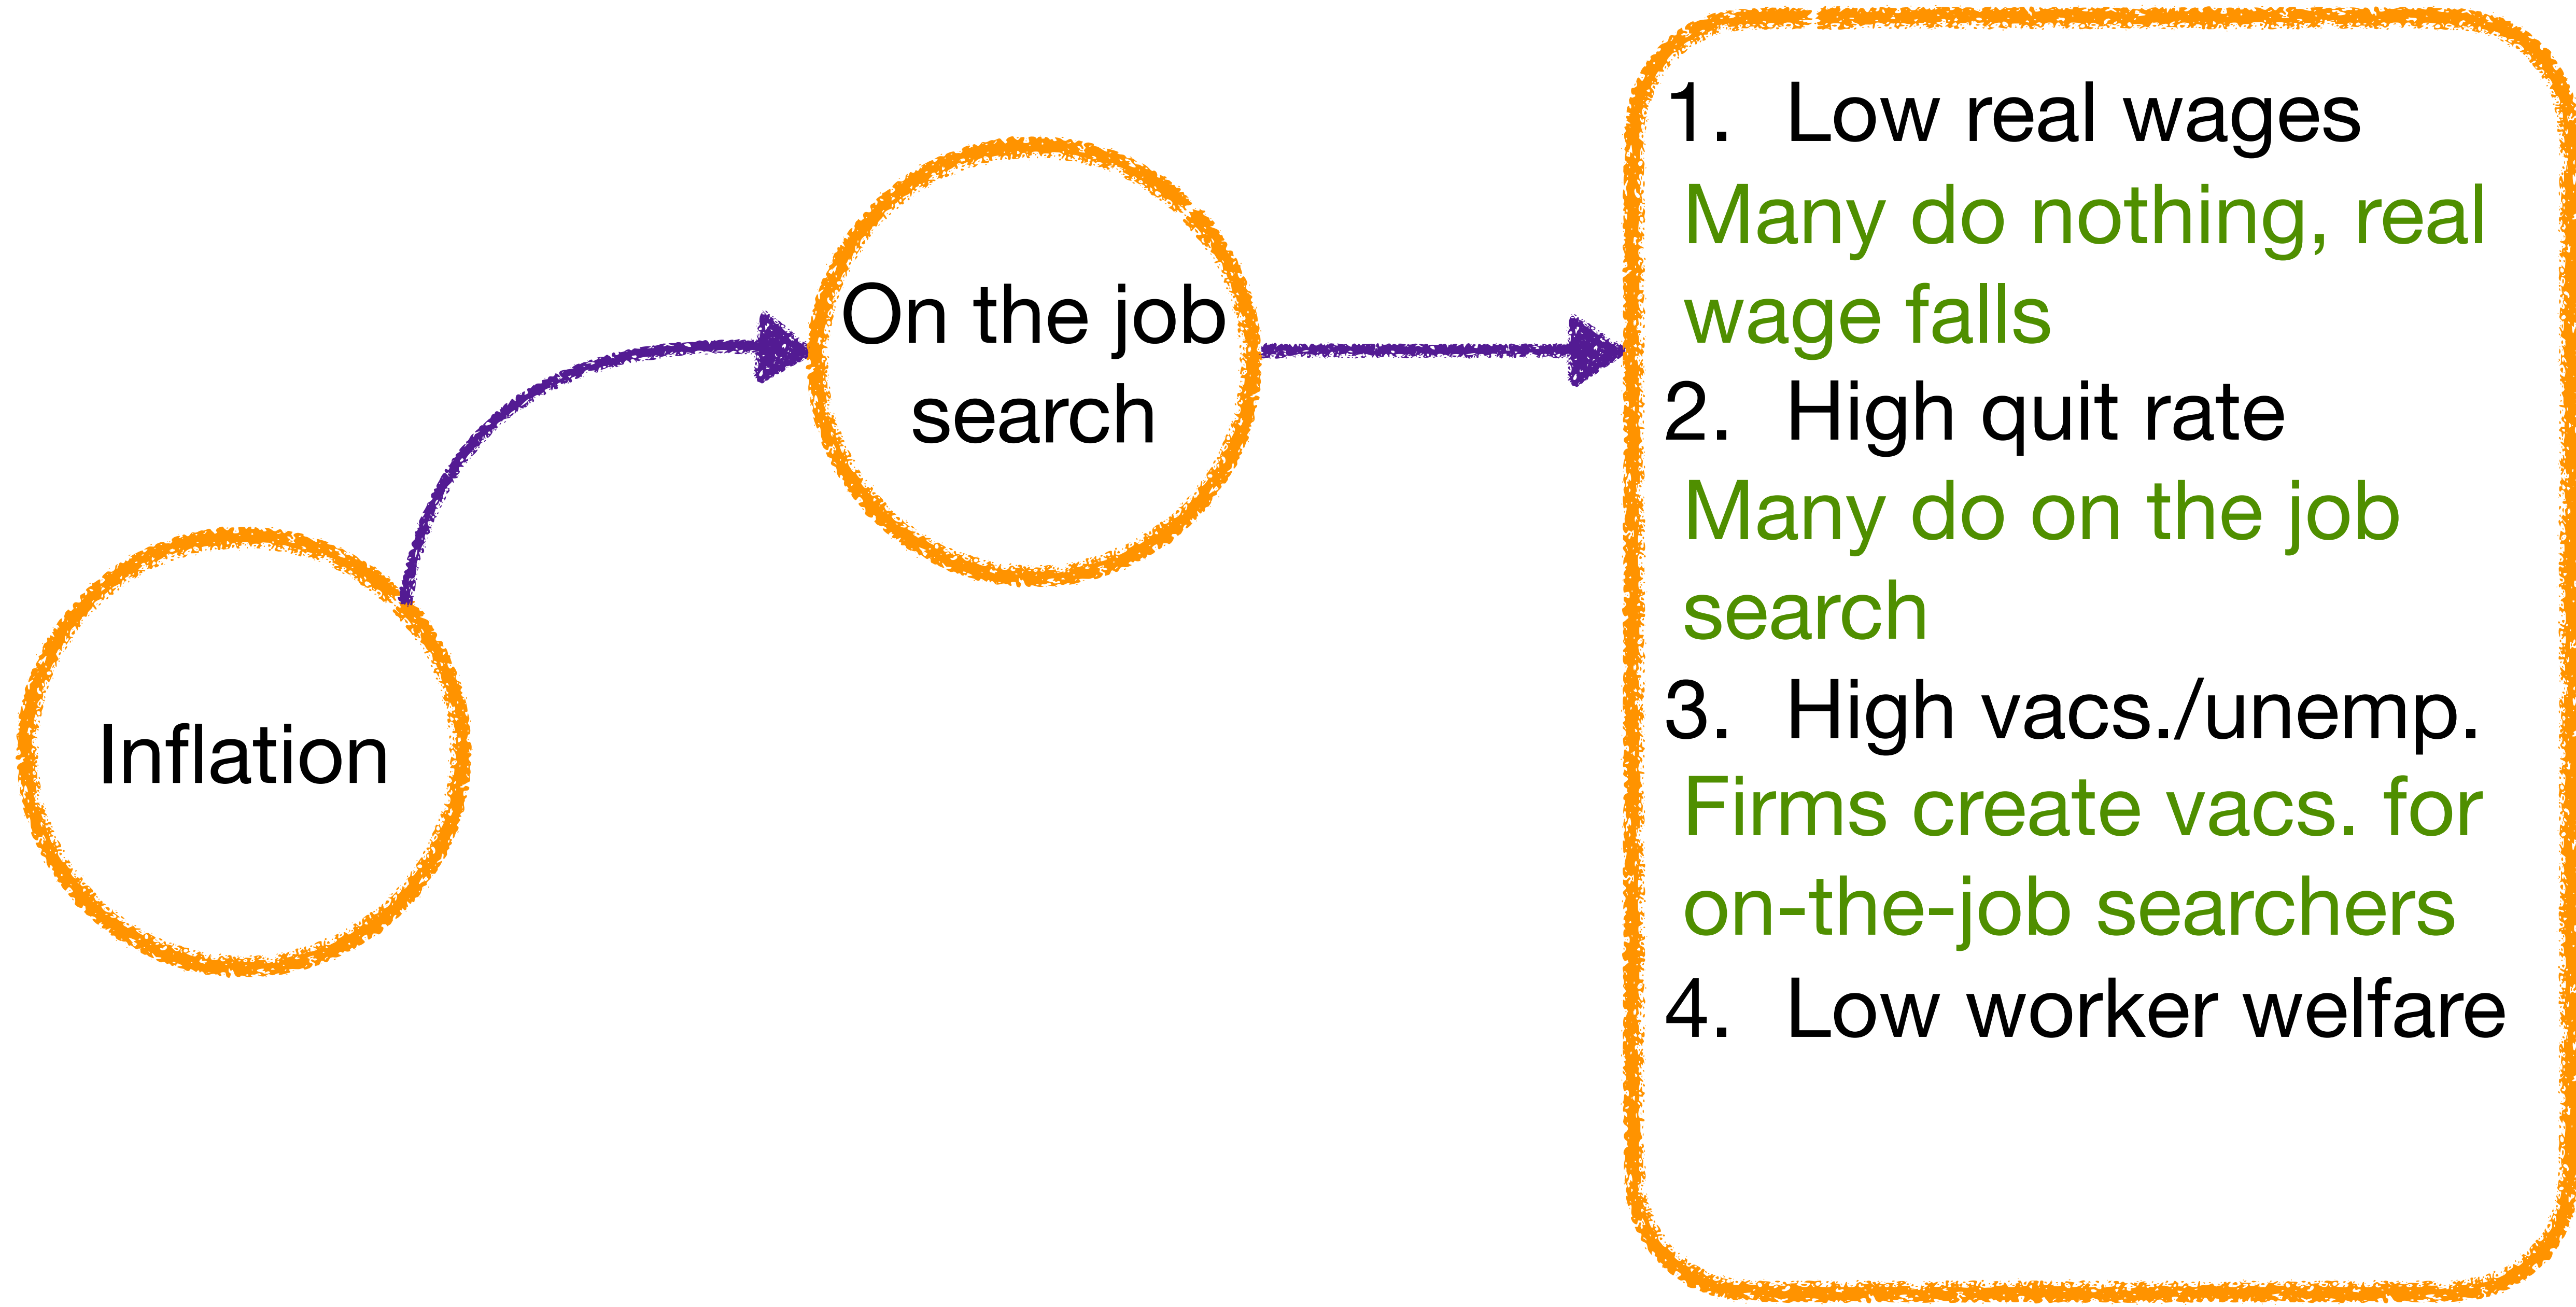 Inflation
On the job
search
1. Low real wages
Many do nothing, real
wage falls
2. High quit rate
Many do on the job
search
3. High vacs./unemp.
Firms create vacs. for
on-the-job searchers
4. Low worker welfare